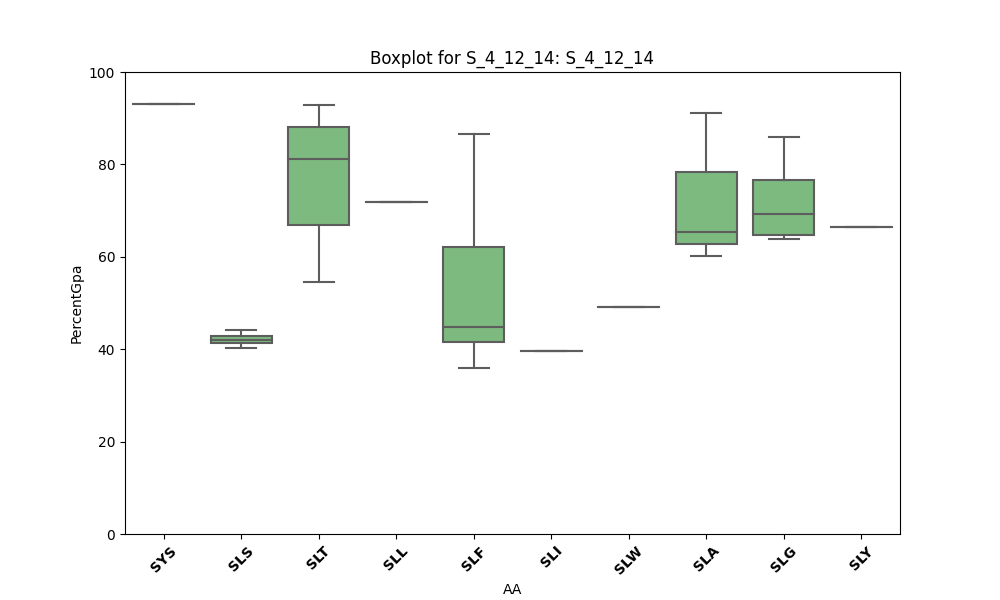 Boxplot for S_4_12_14: S_4_12_14
100
80
60
40
20
0
PercentGpa
SYS
SLS
SLT
SLL
SLF
SLI
SLW
SLA
SLG
SLY
AA